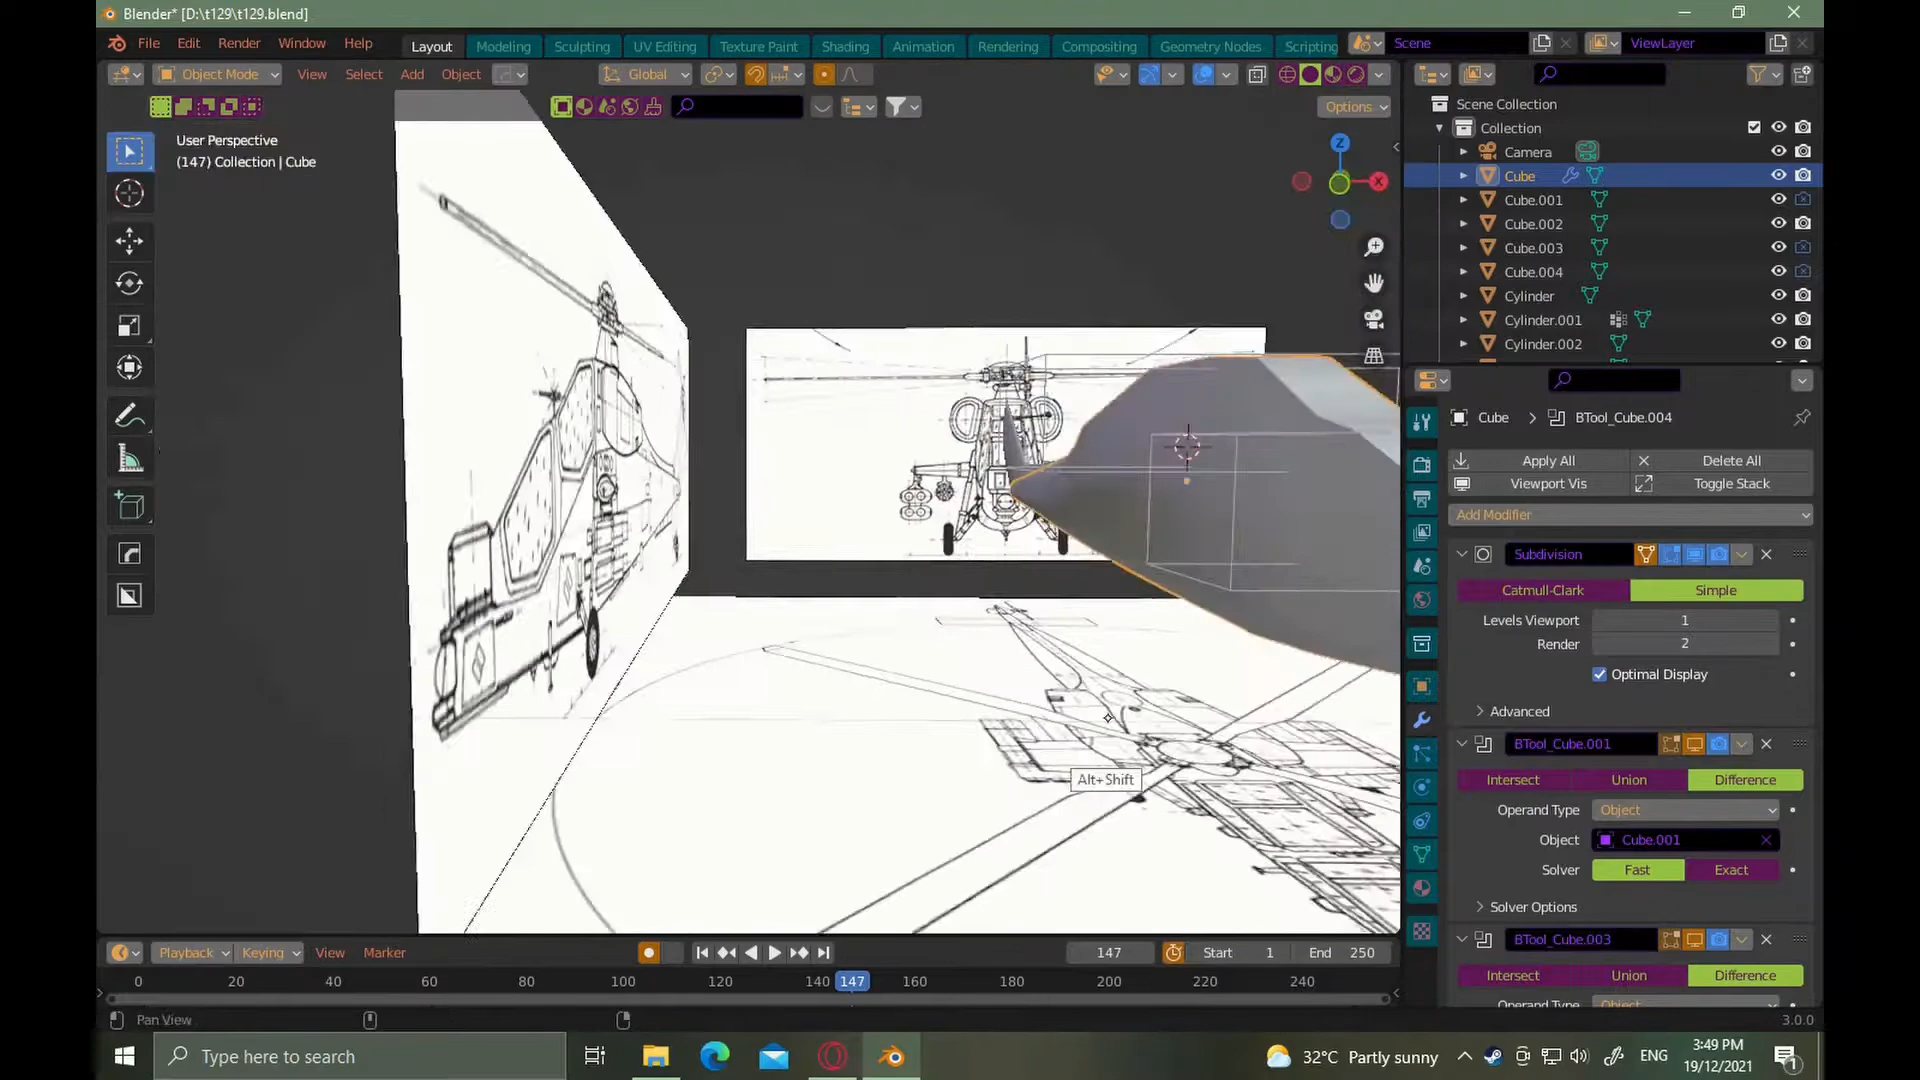 Blender* [D:\t129\t129.blend]
File Edit Render Window Help
Layout Modeling Sculpting UV Editing Texture Paint Shading Animation Rendering Compositing Geometry Nodes Scripting
Scene ViewLayer
Object Mode View Select Add Object Global
Options
User Perspective
(147) Collection | Cube
Z
X
Alt+ Shift
Scene Collection
Collection
Camera
Cube
Cube.001
Cube.002
Cube.003
Cube.004
Cylinder
Cylinder.001
Cylinder.002
Cube > BTool_Cube.004
Apply All Delete All
Viewport Vis Toggle Stack
Add Modifier
Subdivision
Catmull-Clark Simple
Levels Viewport 1
Render 2
Optimal Display
Advanced
BTool_Cube.001
Intersect Union Difference
Operand Type Object
Object Cube.001
Solver Fast Exact
Solver Options
BTool_Cube.003
Intersect Union Difference
Operand Type Object
Playback Keying View Marker 147 Start 1 End 250
0 20 40 60 80 100 120 140 147 160 180 200 220 240
Pan View 3.0.0
Type here to search
32°C Partly sunny ENG
3:49 PM
19/12/2021
1